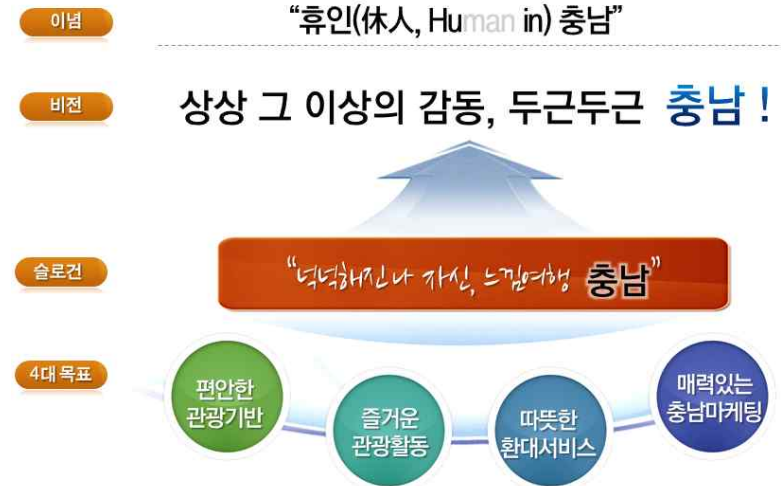 이념
“휴인(休人, Human in) 충남”
비전
상상 그 이상의 감동, 두근두근 충남 !
슬로건
“넉넉해진 나 자신, 느낌여행 충남”
4대 목표
편안한
관광기반
즐거운
관광활동
따뜻한
환대서비스
매력있는
충남마케팅